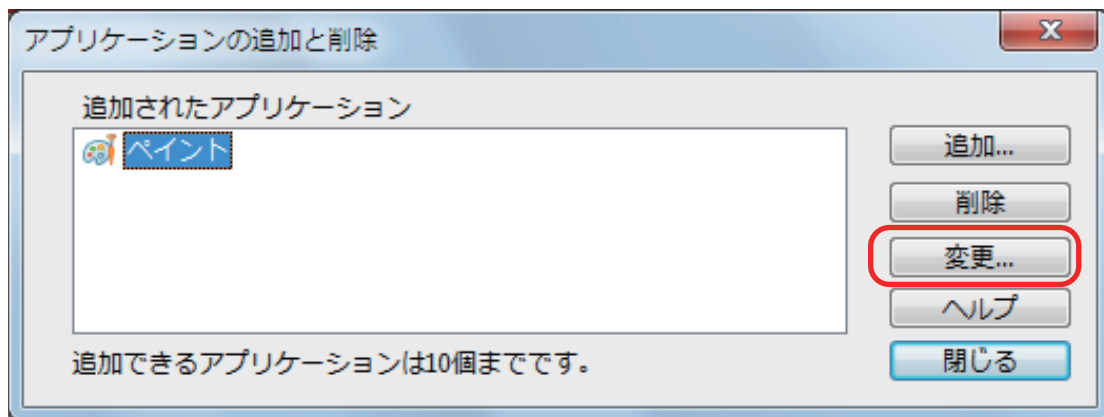 アプリケーションの追加と削除
追加されたアプリケーション
ペイント
追加...
削除
変更...
ヘルプ
追加できるアプリケーションは10個までです。
閉じる